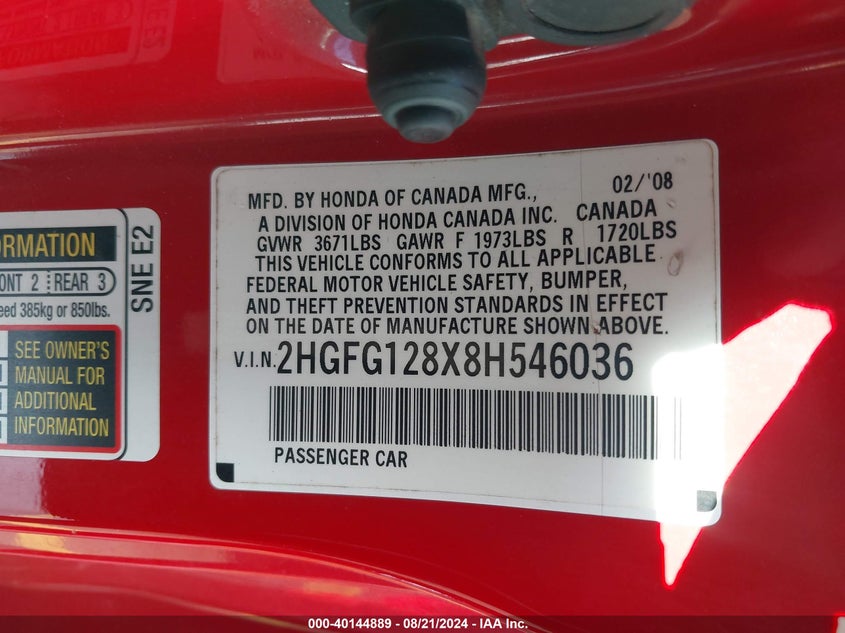 MFD. BY HONDA OF CANADA MFG., 02/'08
A DIVISION OF HONDA CANADA INC. CANADA
GVWR 3671LBS GAWR F 1973LBS R 1720LBS
THIS VEHICLE CONFORMS TO ALL APPLICABLE
FEDERAL MOTOR VEHICLE SAFETY, BUMPER,
AND THEFT PREVENTION STANDARDS IN EFFECT
ON THE DATE OF MANUFACTURE SHOWN ABOVE.
V.I.N. 2HGFG128X8H546036
PASSENGER CAR
ORMATION
ONT 2 REAR 3
eed 385kg or 850lbs.
SEE OWNER'S
MANUAL FOR
ADDITIONAL
INFORMATION
SNE E2
000-40144889 - 08/21/2024 - IAA Inc.